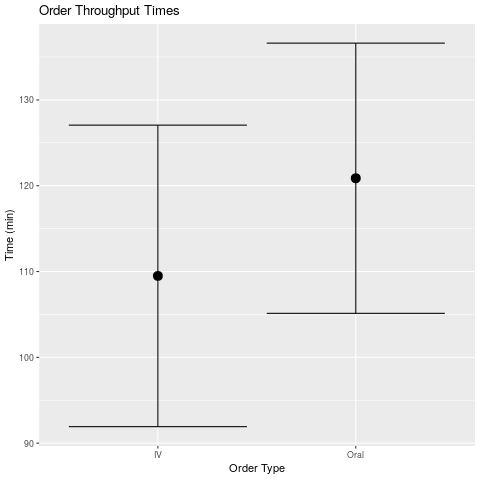 Order Throughput Times
Time (min)
130
120
110
100
90
IV
Oral
Order Type